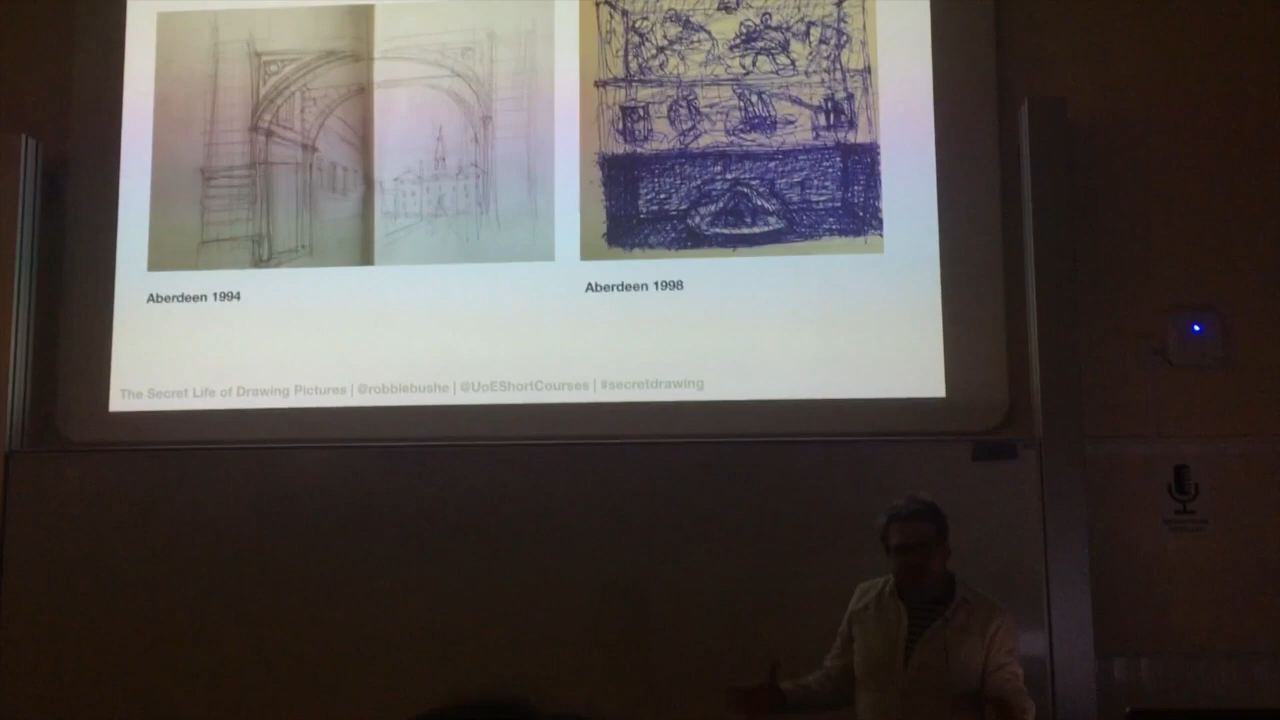 Aberdeen 1994
Aberdeen 1998
The Secret Life of Drawing Pictures | @robbiebushe | @UoEShortCourses | #secretdrawing